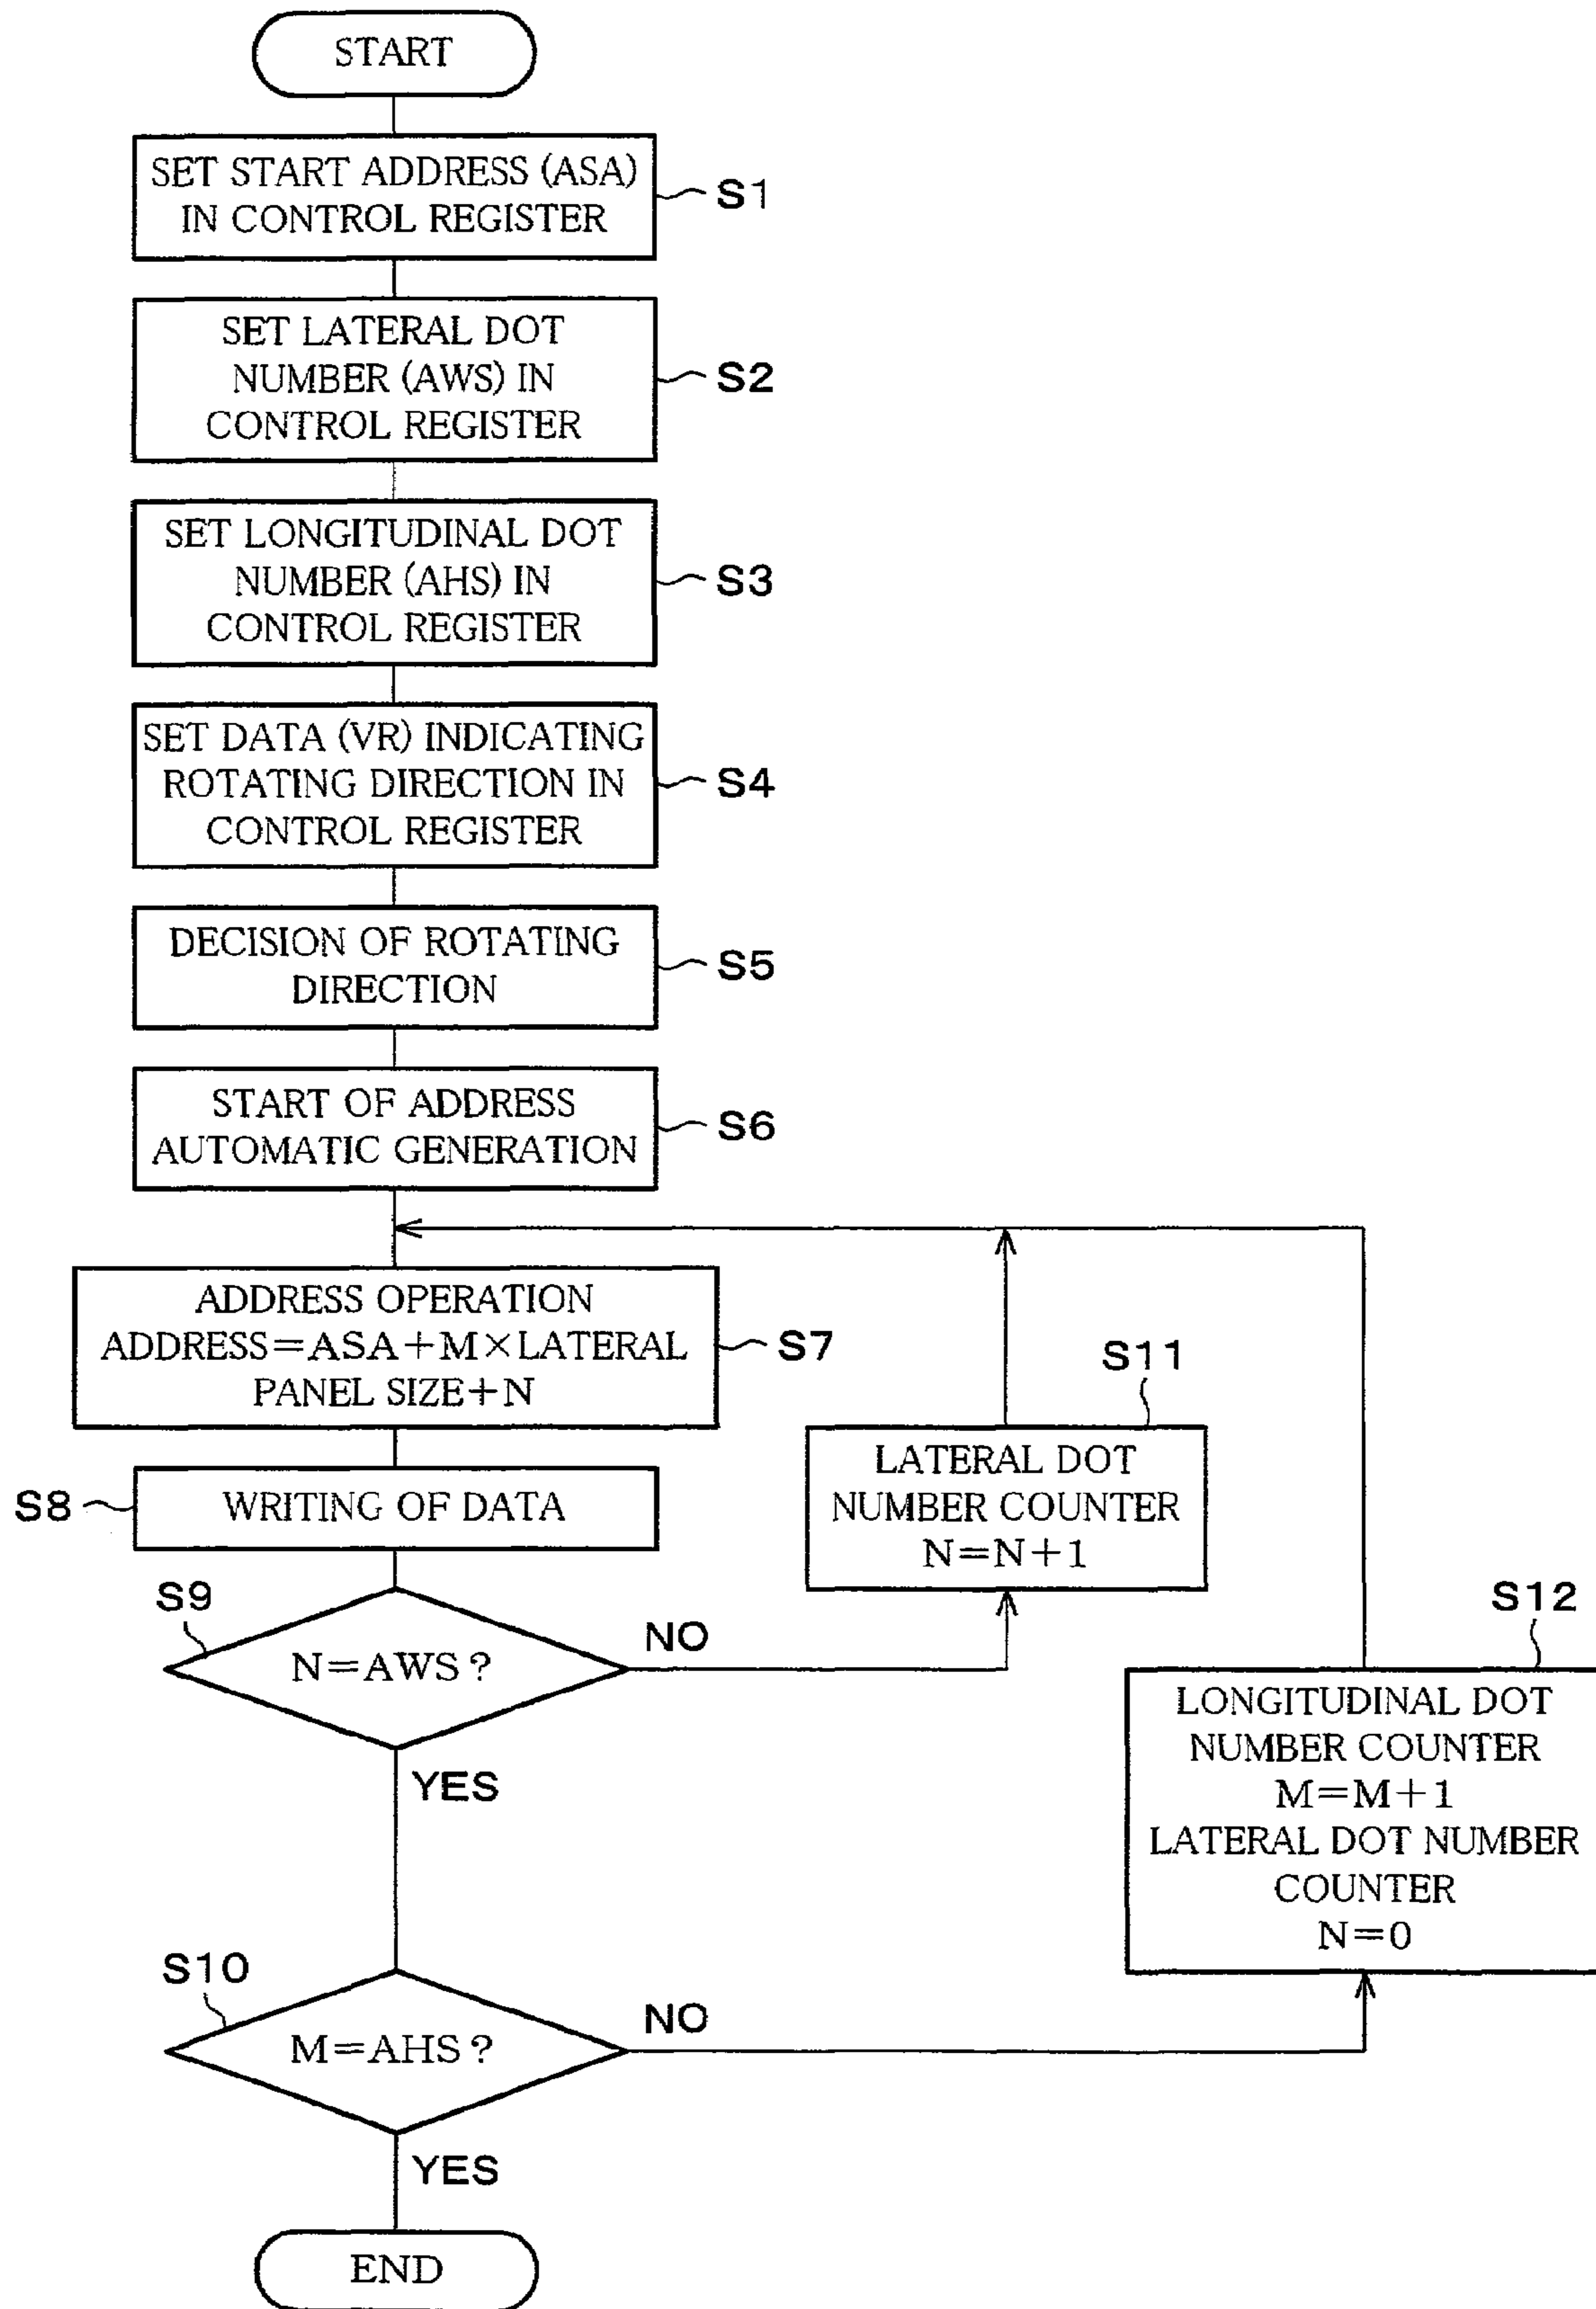 START
SET START ADDRESS (ASA)
IN CONTROL REGISTER
S1
SET LATERAL DOT
NUMBER (AWS) IN
CONTROL REGISTER
S2
SET LONGITUDINAL DOT
NUMBER (AHS) IN
CONTROL REGISTER
S3
SET DATA (VR) INDICATING
ROTATING DIRECTION IN
CONTROL REGISTER
S4
DECISION OF ROTATING
DIRECTION
S5
START OF ADDRESS
AUTOMATIC GENERATION
S6
ADDRESS OPERATION
ADDRESS=ASA+M×LATERAL
PANEL SIZE+N
S7
S8
WRITING OF DATA
S9
N=AWS?
NO
YES
S11
LATERAL DOT
NUMBER COUNTER
N=N+1
S10
M=AHS?
NO
YES
S12
LONGITUDINAL DOT
NUMBER COUNTER
M=M+1
LATERAL DOT NUMBER
COUNTER
N=0
END